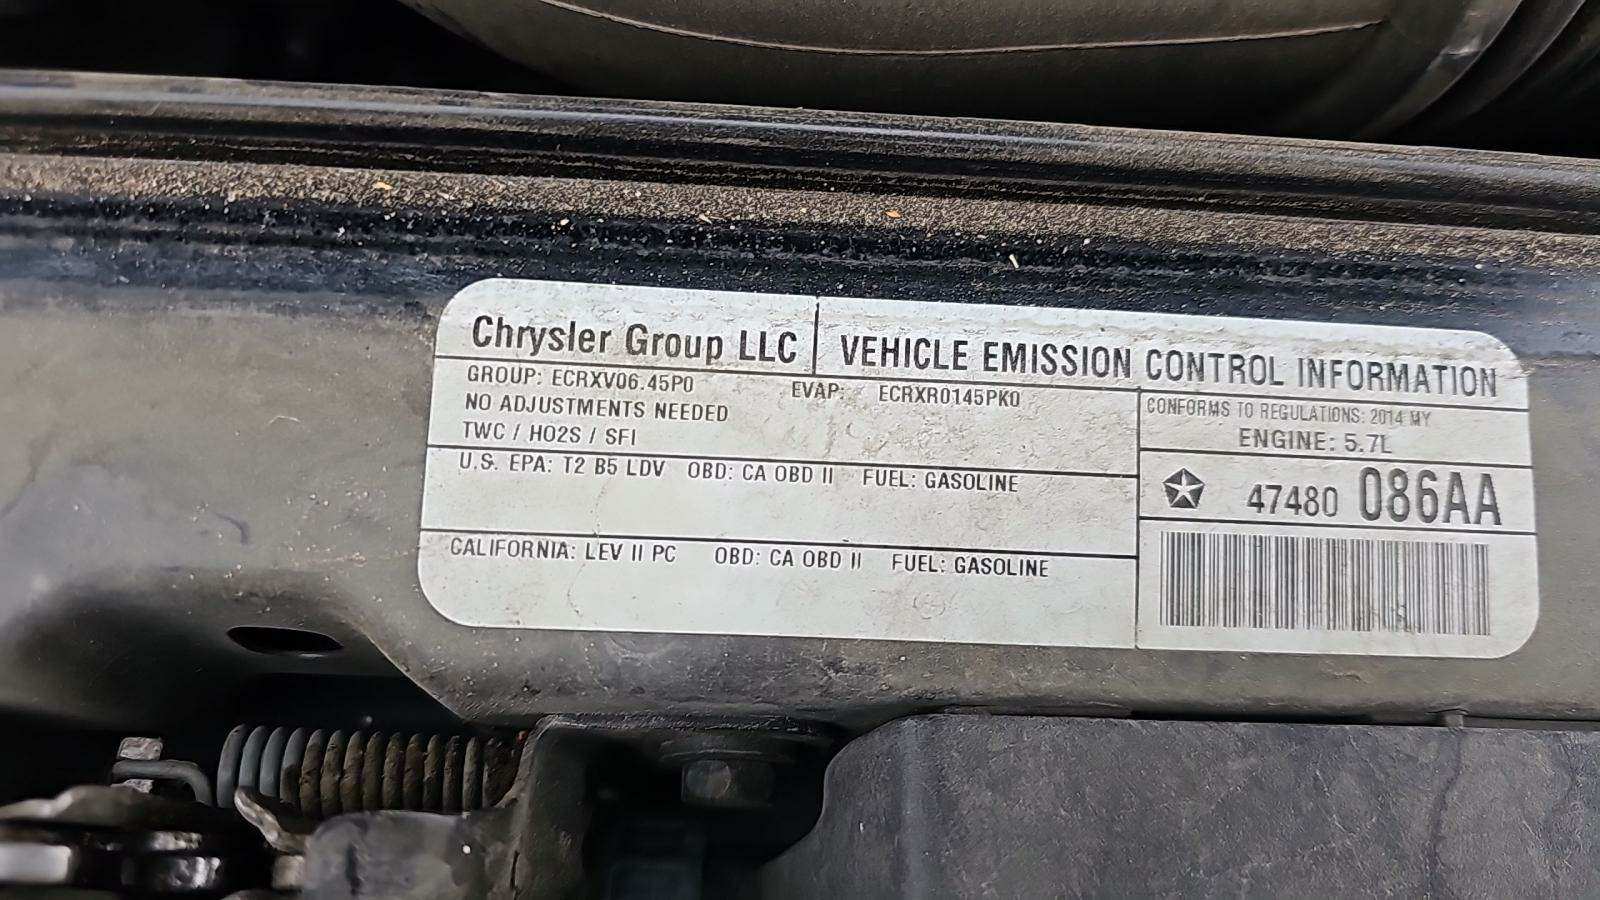 Chrysler Group LLC
VEHICLE EMISSION CONTROL INFORMATION
GROUP: ECRXV06.45P0
EVAP: ECRXR0145PK0
NO ADJUSTMENTS NEEDED
TWC / HO2S / SFI
CONFORMS TO REGULATIONS: 2014 MY
ENGINE: 5.7L
U.S. EPA: T2 B5 LDV OBD: CA OBD II FUEL: GASOLINE
47480 086AA
CALIFORNIA: LEV II PC OBD: CA OBD II FUEL: GASOLINE